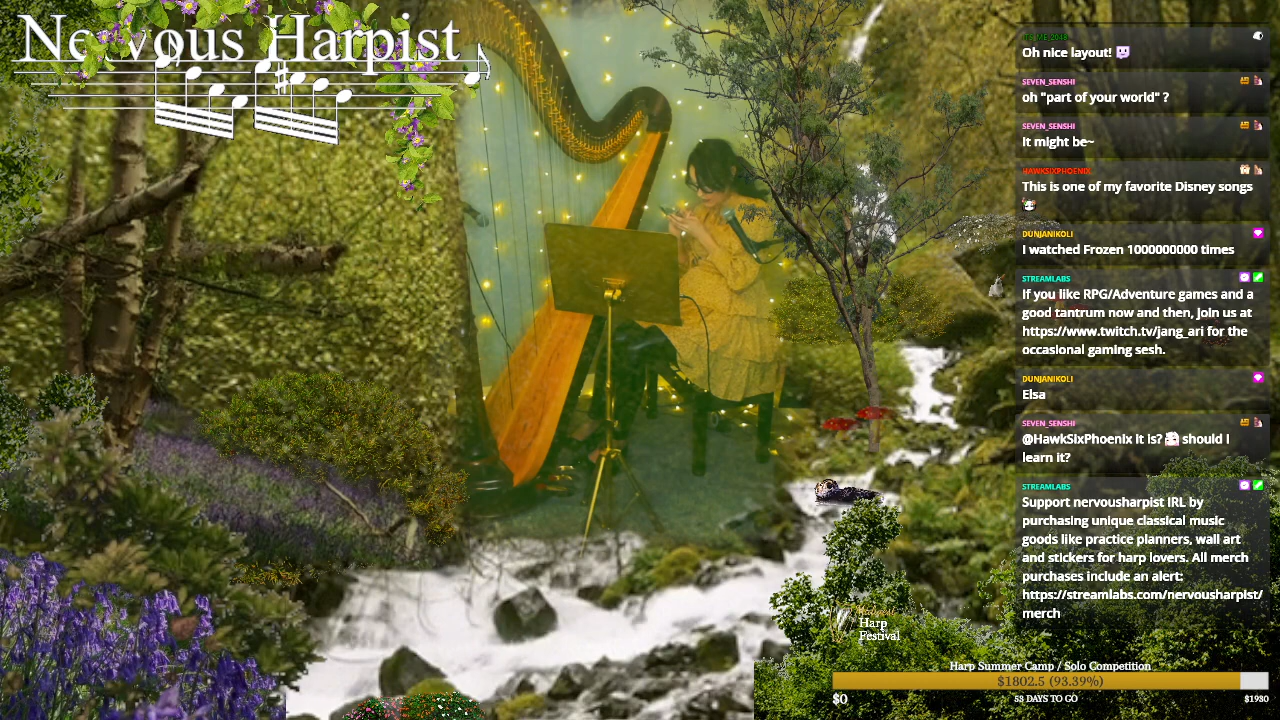 Nervous Harpist
ITS_ME_2048
Oh nice layout!
SEVEN_SENSHI
oh "part of your world" ?
SEVEN_SENSHI
It might be~
HAWKSIXPHOENIX
This is one of my favorite Disney songs
DUNJANIKOLI
I watched Frozen 1000000000 times
STREAMLABS
If you like RPG/Adventure games and a
good tantrum now and then, join us at
https://www.twitch.tv/jang_ari for the
occasional gaming sesh.
DUNJANIKOLI
Elsa
SEVEN_SENSHI
@HawkSixPhoenix it is? should I
learn it?
STREAMLABS
Support nervousharpist IRL by
purchasing unique classical music
goods like practice planners, wall art
and stickers for harp lovers. All merch
purchases include an alert:
https://streamlabs.com/nervousharpist/
merch
Harp
Festival
Harp Summer Camp / Solo Competition
$1802.5 (93.39%)
$0
53 DAYS TO GO
$1930